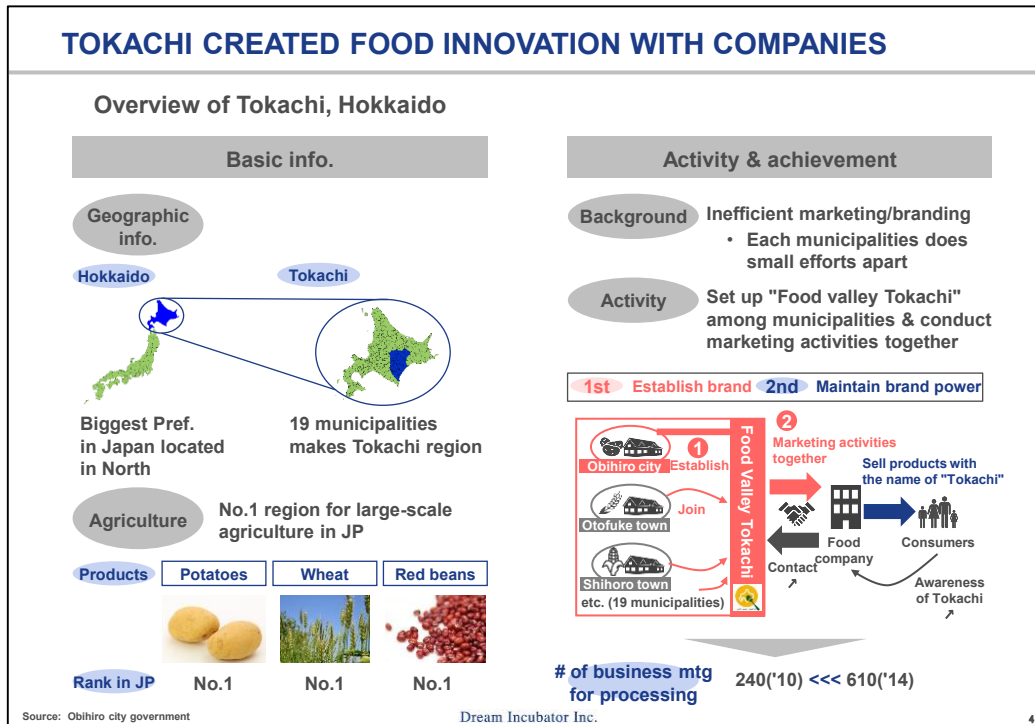 TOKACHI CREATED FOOD INNOVATION WITH COMPANIES
Overview of Tokachi, Hokkaido
Basic info.
Geographic
info.
Hokkaido
Tokachi
Biggest Pref.
in Japan located
in North
19 municipalities
makes Tokachi region
Agriculture
No.1 region for large-scale
agriculture in JP
Products
Potatoes
Wheat
Red beans
Rank in JP
No.1
No.1
No.1
Activity & achievement
Background
Inefficient marketing/branding
• Each municipalities does
small efforts apart
Activity
Set up "Food valley Tokachi"
among municipalities & conduct
marketing activities together
1st Establish brand 2nd Maintain brand power
Obihiro city
1
Establish
Otofuke town
Join
Shihoro town
etc. (19 municipalities)
Food Valley Tokachi
2
Marketing activities
together
Sell products with
the name of "Tokachi"
Food
company
Consumers
Contact
↗
Awareness
of Tokachi
↗
# of business mtg
for processing
240('10) <<< 610('14)
Source: Obihiro city government
Dream Incubator Inc.